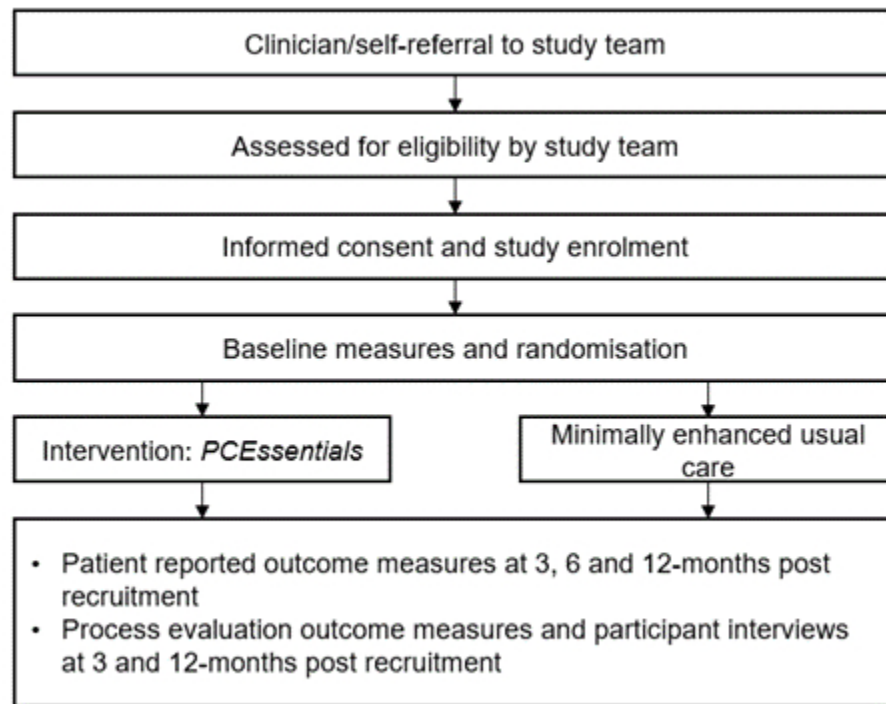 Clinician/self-referral to study team
Assessed for eligibility by study team
Informed consent and study enrolment
Baseline measures and randomisation
Intervention: PCEssentials
Minimally enhanced usual
care
• Patient reported outcome measures at 3, 6 and 12-months post
recruitment
• Process evaluation outcome measures and participant interviews
at 3 and 12-months post recruitment